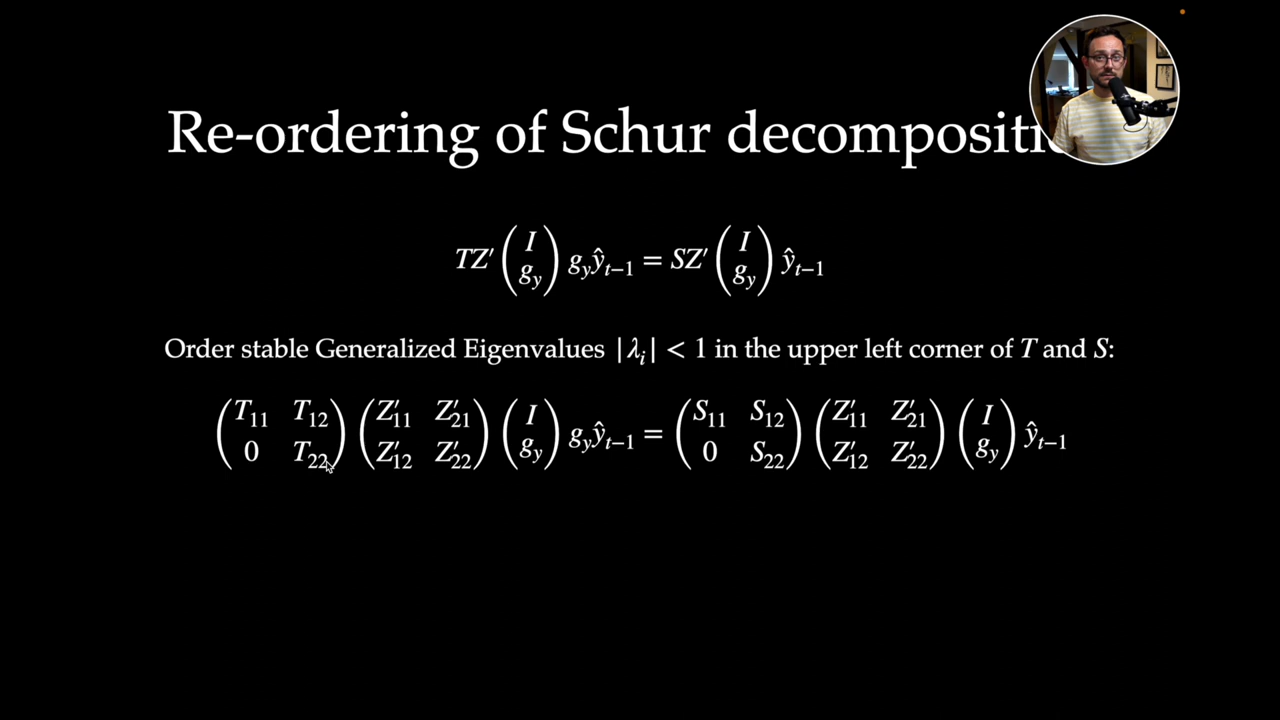 Re-ordering of Schur decompositi
TZ′ ( I ; g_y ) g_y ŷ_{t−1} = SZ′ ( I ; g_y ) ŷ_{t−1}
Order stable Generalized Eigenvalues |λ_i| < 1 in the upper left corner of T and S:
( T_11 T_12 ; 0 T_22 ) ( Z′_11 Z′_21 ; Z′_12 Z′_22 ) ( I ; g_y ) g_y ŷ_{t−1} = ( S_11 S_12 ; 0 S_22 ) ( Z′_11 Z′_21 ; Z′_12 Z′_22 ) ( I ; g_y ) ŷ_{t−1}